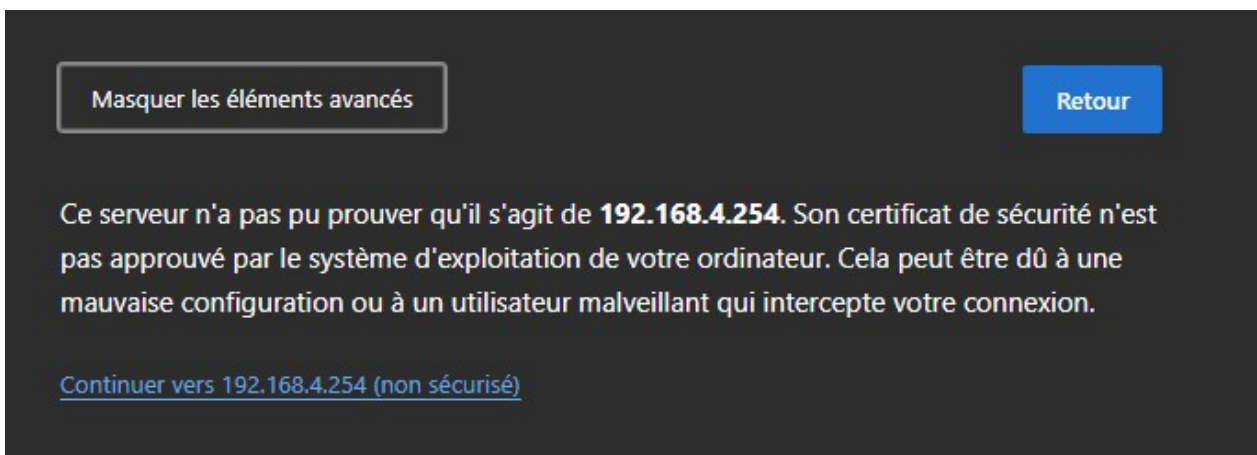 Masquer les éléments avancés
Retour
Ce serveur n'a pas pu prouver qu'il s'agit de 192.168.4.254. Son certificat de sécurité n'est
pas approuvé par le système d'exploitation de votre ordinateur. Cela peut être dû à une
mauvaise configuration ou à un utilisateur malveillant qui intercepte votre connexion.
Continuer vers 192.168.4.254 (non sécurisé)